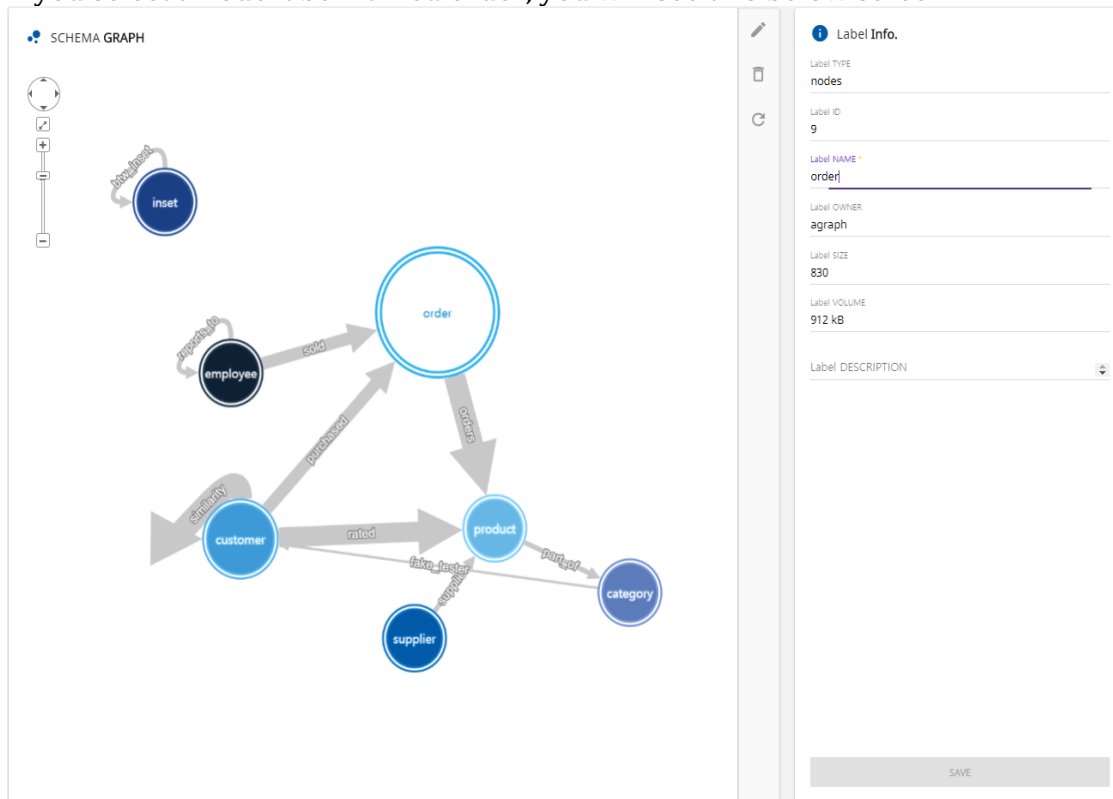 SCHEMA GRAPH
btw_inset
inset
order
reports_to
sold
employee
purchased
orders
similarity
customer
rated
product
part_of
fake_tester
supplier
category
supplier
Label Info.
Label TYPE
nodes
Label ID
9
Label NAME *
order
Label OWNER
agraph
Label SIZE
830
Label VOLUME
912 kB
Label DESCRIPTION
SAVE